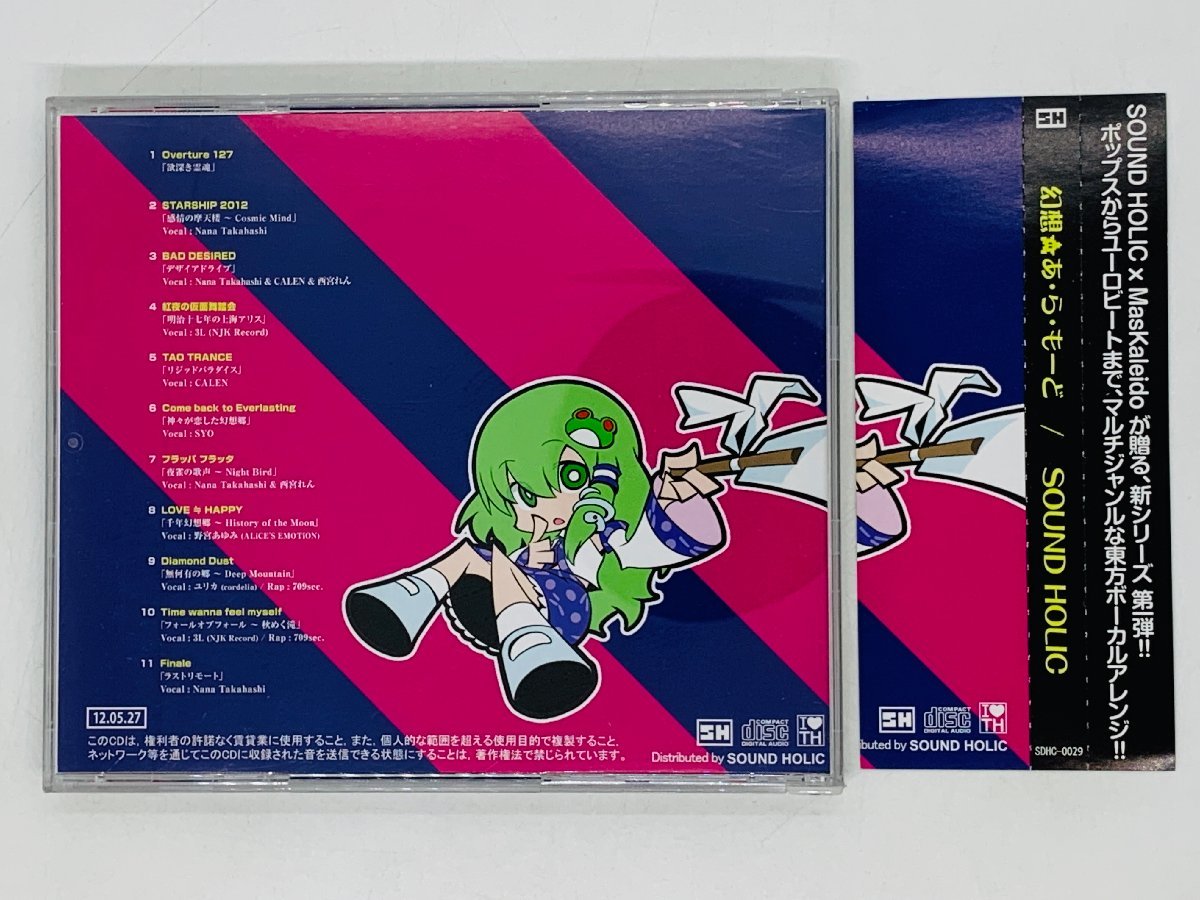 1 Overture 127
「欲深き霊魂」
2 STARSHIP 2012
「感情の摩天楼 ~ Cosmic Mind」
Vocal : Nana Takahashi
3 BAD DESIRED
「デザイアドライブ」
Vocal : Nana Takahashi & CALEN & 西宮れん
4 紅夜の仮面舞踏会
「明治十七年の上海アリス」
Vocal : 3L (NJK Record)
5 TAO TRANCE
「リジッドパラダイス」
Vocal : CALEN
6 Come back to Everlasting
「神々が恋した幻想郷」
Vocal : SYO
7 フラッパ フラッタ
「夜雀の歌声 ~ Night Bird」
Vocal : Nana Takahashi & 西宮れん
8 LOVE ≒ HAPPY
「千年幻想郷 ~ History of the Moon」
Vocal : 野宮あゆみ (ALiCE'S EMOTiON)
9 Diamond Dust
「無何有の郷 ~ Deep Mountain」
Vocal : ユリカ (cordelia) / Rap : 709sec.
10 Time wanna feel myself
「フォールオブフォール ~ 秋めく滝」
Vocal : 3L (NJK Record) / Rap : 709sec.
11 Finale
「ラストリモート」
Vocal : Nana Takahashi
12.05.27
このCDは、権利者の許諾なく賃貸業に使用すること、また、個人的な範囲を超える使用目的で複製すること、
ネットワーク等を通じてこのCDに収録された音を送信できる状態にすることは、著作権法で禁じられています。
SH
COMPACT
disc
DIGITAL AUDIO
I♥TH
Distributed by SOUND HOLIC
SH
COMPACT
disc
DIGITAL AUDIO
I♥TH
ibuted by SOUND HOLIC
SH
幻想☆あ・ら・もーど / SOUND HOLIC
SDHC-0029
SOUND HOLIC x MasKaleido が贈る、新シリーズ 第一弾!!
ポップスからユーロビートまで、マルチジャンルな東方ボーカルアレンジ!!